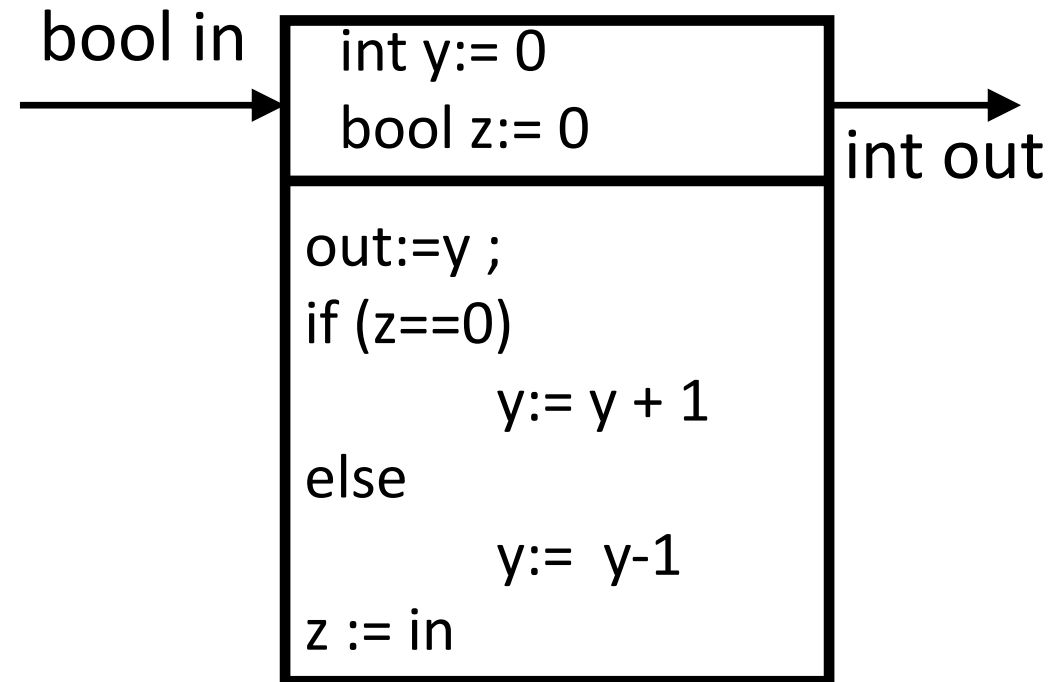 bool in
int y:= 0
bool z:= 0
int out
out:=y ;
if (z==0)
y:= y + 1
else
y:=  y-1
z := in